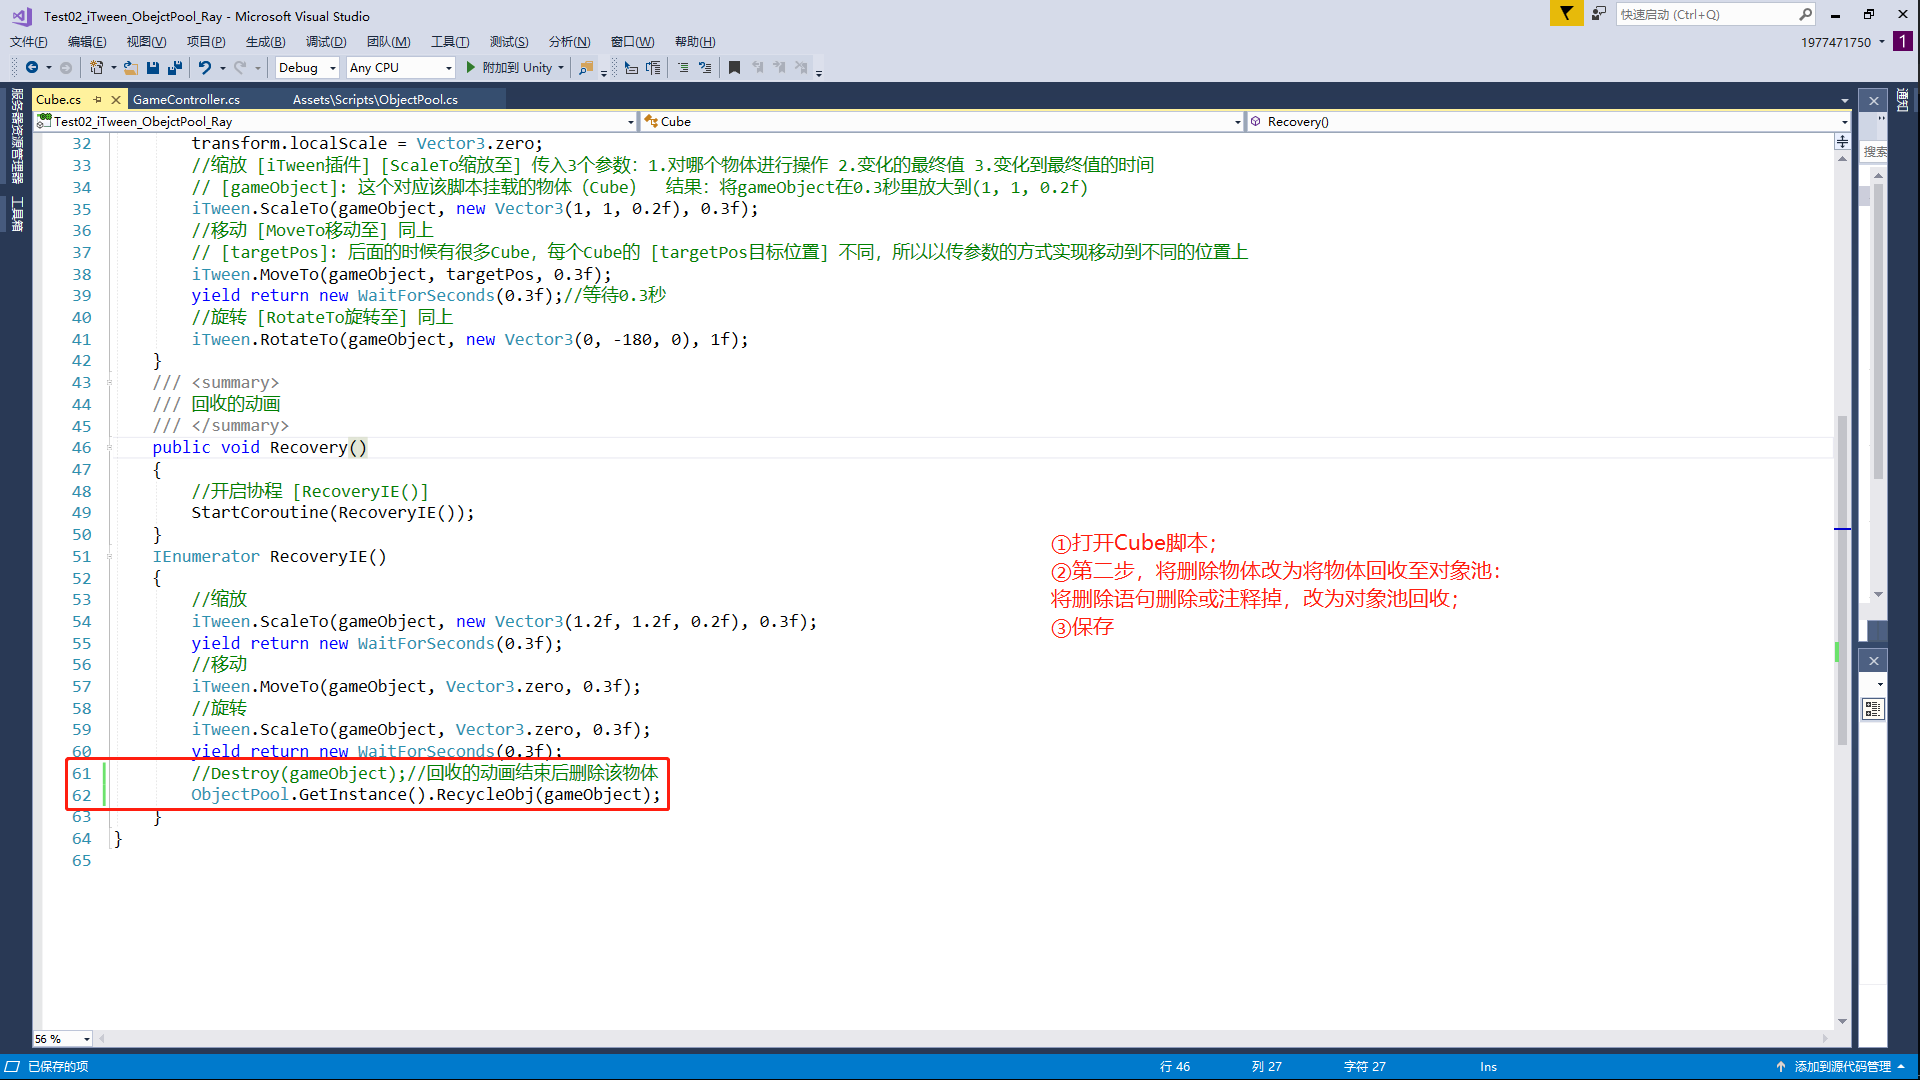 Test02_iTween_ObejctPool_Ray - Microsoft Visual Studio
快速启动 (Ctrl+Q)
文件(F) 编辑(E) 视图(V) 项目(P) 生成(B) 调试(D) 团队(M) 工具(T) 测试(S) 分析(N) 窗口(W) 帮助(H)
1977471750 1
Debug Any CPU 附加到 Unity
服务器资源管理器
工具箱
通知
Cube.cs GameController.cs Assets\Scripts\ObjectPool.cs
Test02_iTween_ObejctPool_Ray Cube Recovery()
搜索
32 transform.localScale = Vector3.zero;
33 //缩放 [iTween插件] [ScaleTo缩放至] 传入3个参数: 1.对哪个物体进行操作 2.变化的最终值 3.变化到最终值的时间
34 // [gameObject]: 这个对应该脚本挂载的物体 (Cube) 结果: 将gameObject在0.3秒里放大到(1, 1, 0.2f)
35 iTween.ScaleTo(gameObject, new Vector3(1, 1, 0.2f), 0.3f);
36 //移动 [MoveTo移动至] 同上
37 // [targetPos]: 后面的时候有很多Cube, 每个Cube的 [targetPos目标位置] 不同, 所以以传参数的方式实现移动到不同的位置上
38 iTween.MoveTo(gameObject, targetPos, 0.3f);
39 yield return new WaitForSeconds(0.3f);//等待0.3秒
40 //旋转 [RotateTo旋转至] 同上
41 iTween.RotateTo(gameObject, new Vector3(0, -180, 0), 1f);
42 }
43 /// <summary>
44 /// 回收的动画
45 /// </summary>
46 public void Recovery()
47 {
48 //开启协程 [RecoveryIE()]
49 StartCoroutine(RecoveryIE());
50 }
51 IEnumerator RecoveryIE()
52 {
53 //缩放
54 iTween.ScaleTo(gameObject, new Vector3(1.2f, 1.2f, 0.2f), 0.3f);
55 yield return new WaitForSeconds(0.3f);
56 //移动
57 iTween.MoveTo(gameObject, Vector3.zero, 0.3f);
58 //旋转
59 iTween.ScaleTo(gameObject, Vector3.zero, 0.3f);
60 yield return new WaitForSeconds(0.3f);
61 //Destroy(gameObject);//回收的动画结束后删除该物体
62 ObjectPool.GetInstance().RecycleObj(gameObject);
63 }
64 }
65
①打开Cube脚本;
②第二步, 将删除物体改为将物体回收至对象池:
将删除语句删除或注释掉, 改为对象池回收;
③保存
56 %
已保存的项 行 46 列 27 字符 27 Ins 添加到源代码管理